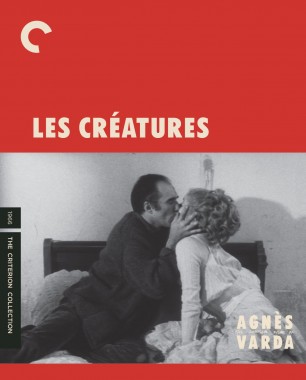 LES CRÉATURES
1966
THE CRITERION COLLECTION
AGNÈS
VARDA